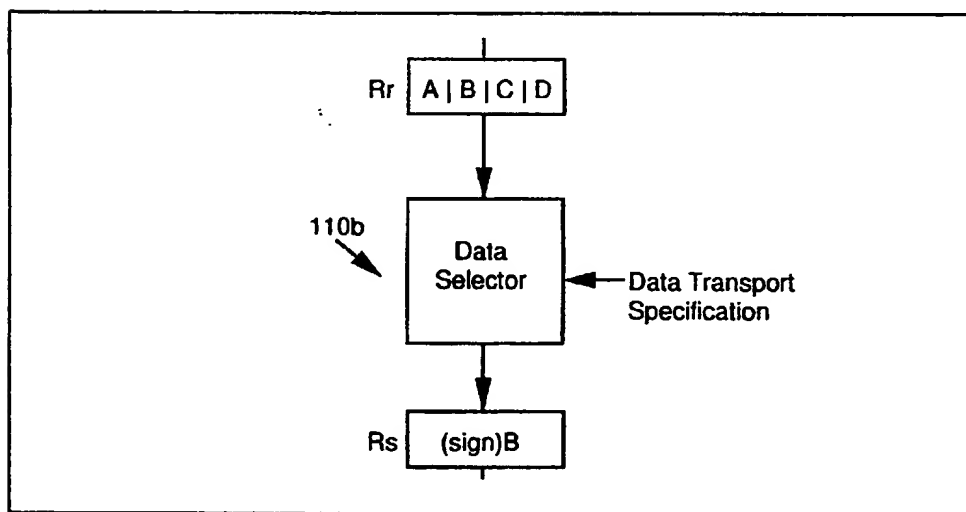 Rr A | B | C | D
110b
Data
Selector
Data Transport
Specification
Rs (sign)B